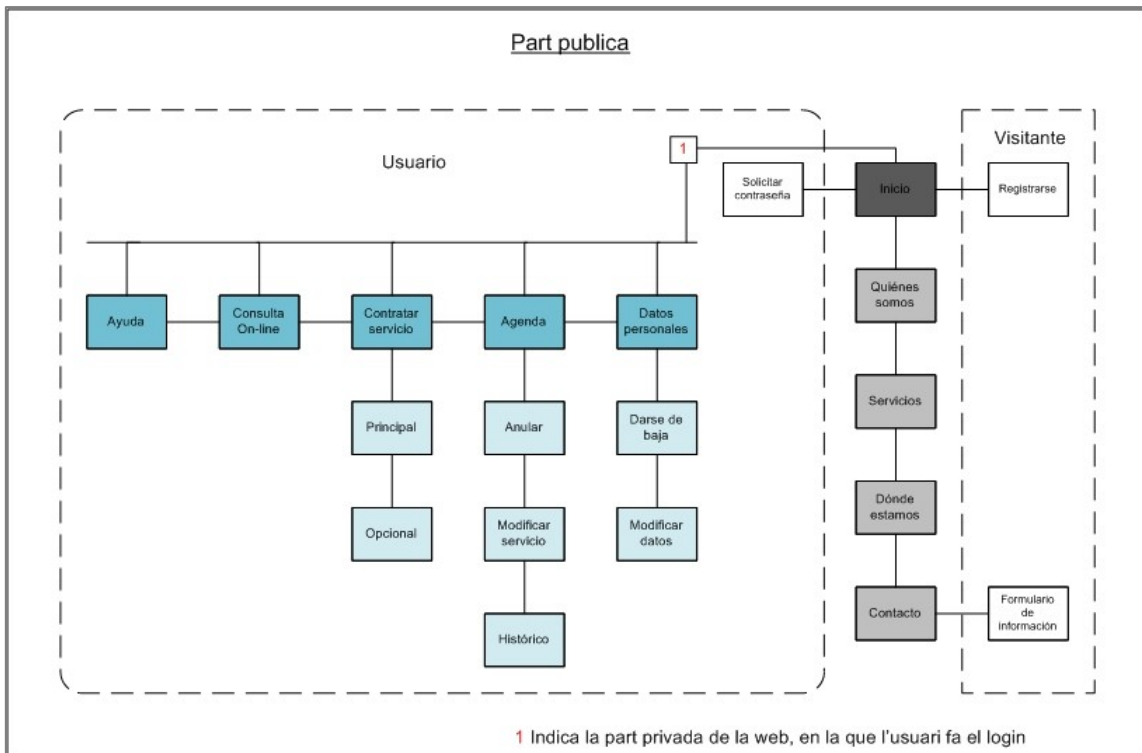 Part publica
Visitante
Usuario
1
Solicitar
contraseña
Inicio
Registrarse
Quiénes
somos
Ayuda
Consulta
On-line
Contratar
servicio
Agenda
Datos
personales
Servicios
Principal
Anular
Darse de
baja
Dónde
estamos
Opcional
Modificar
servicio
Modificar
datos
Contacto
Formulario
de
información
Histórico
1 Indica la part privada de la web, en la que l'usuari fa el login